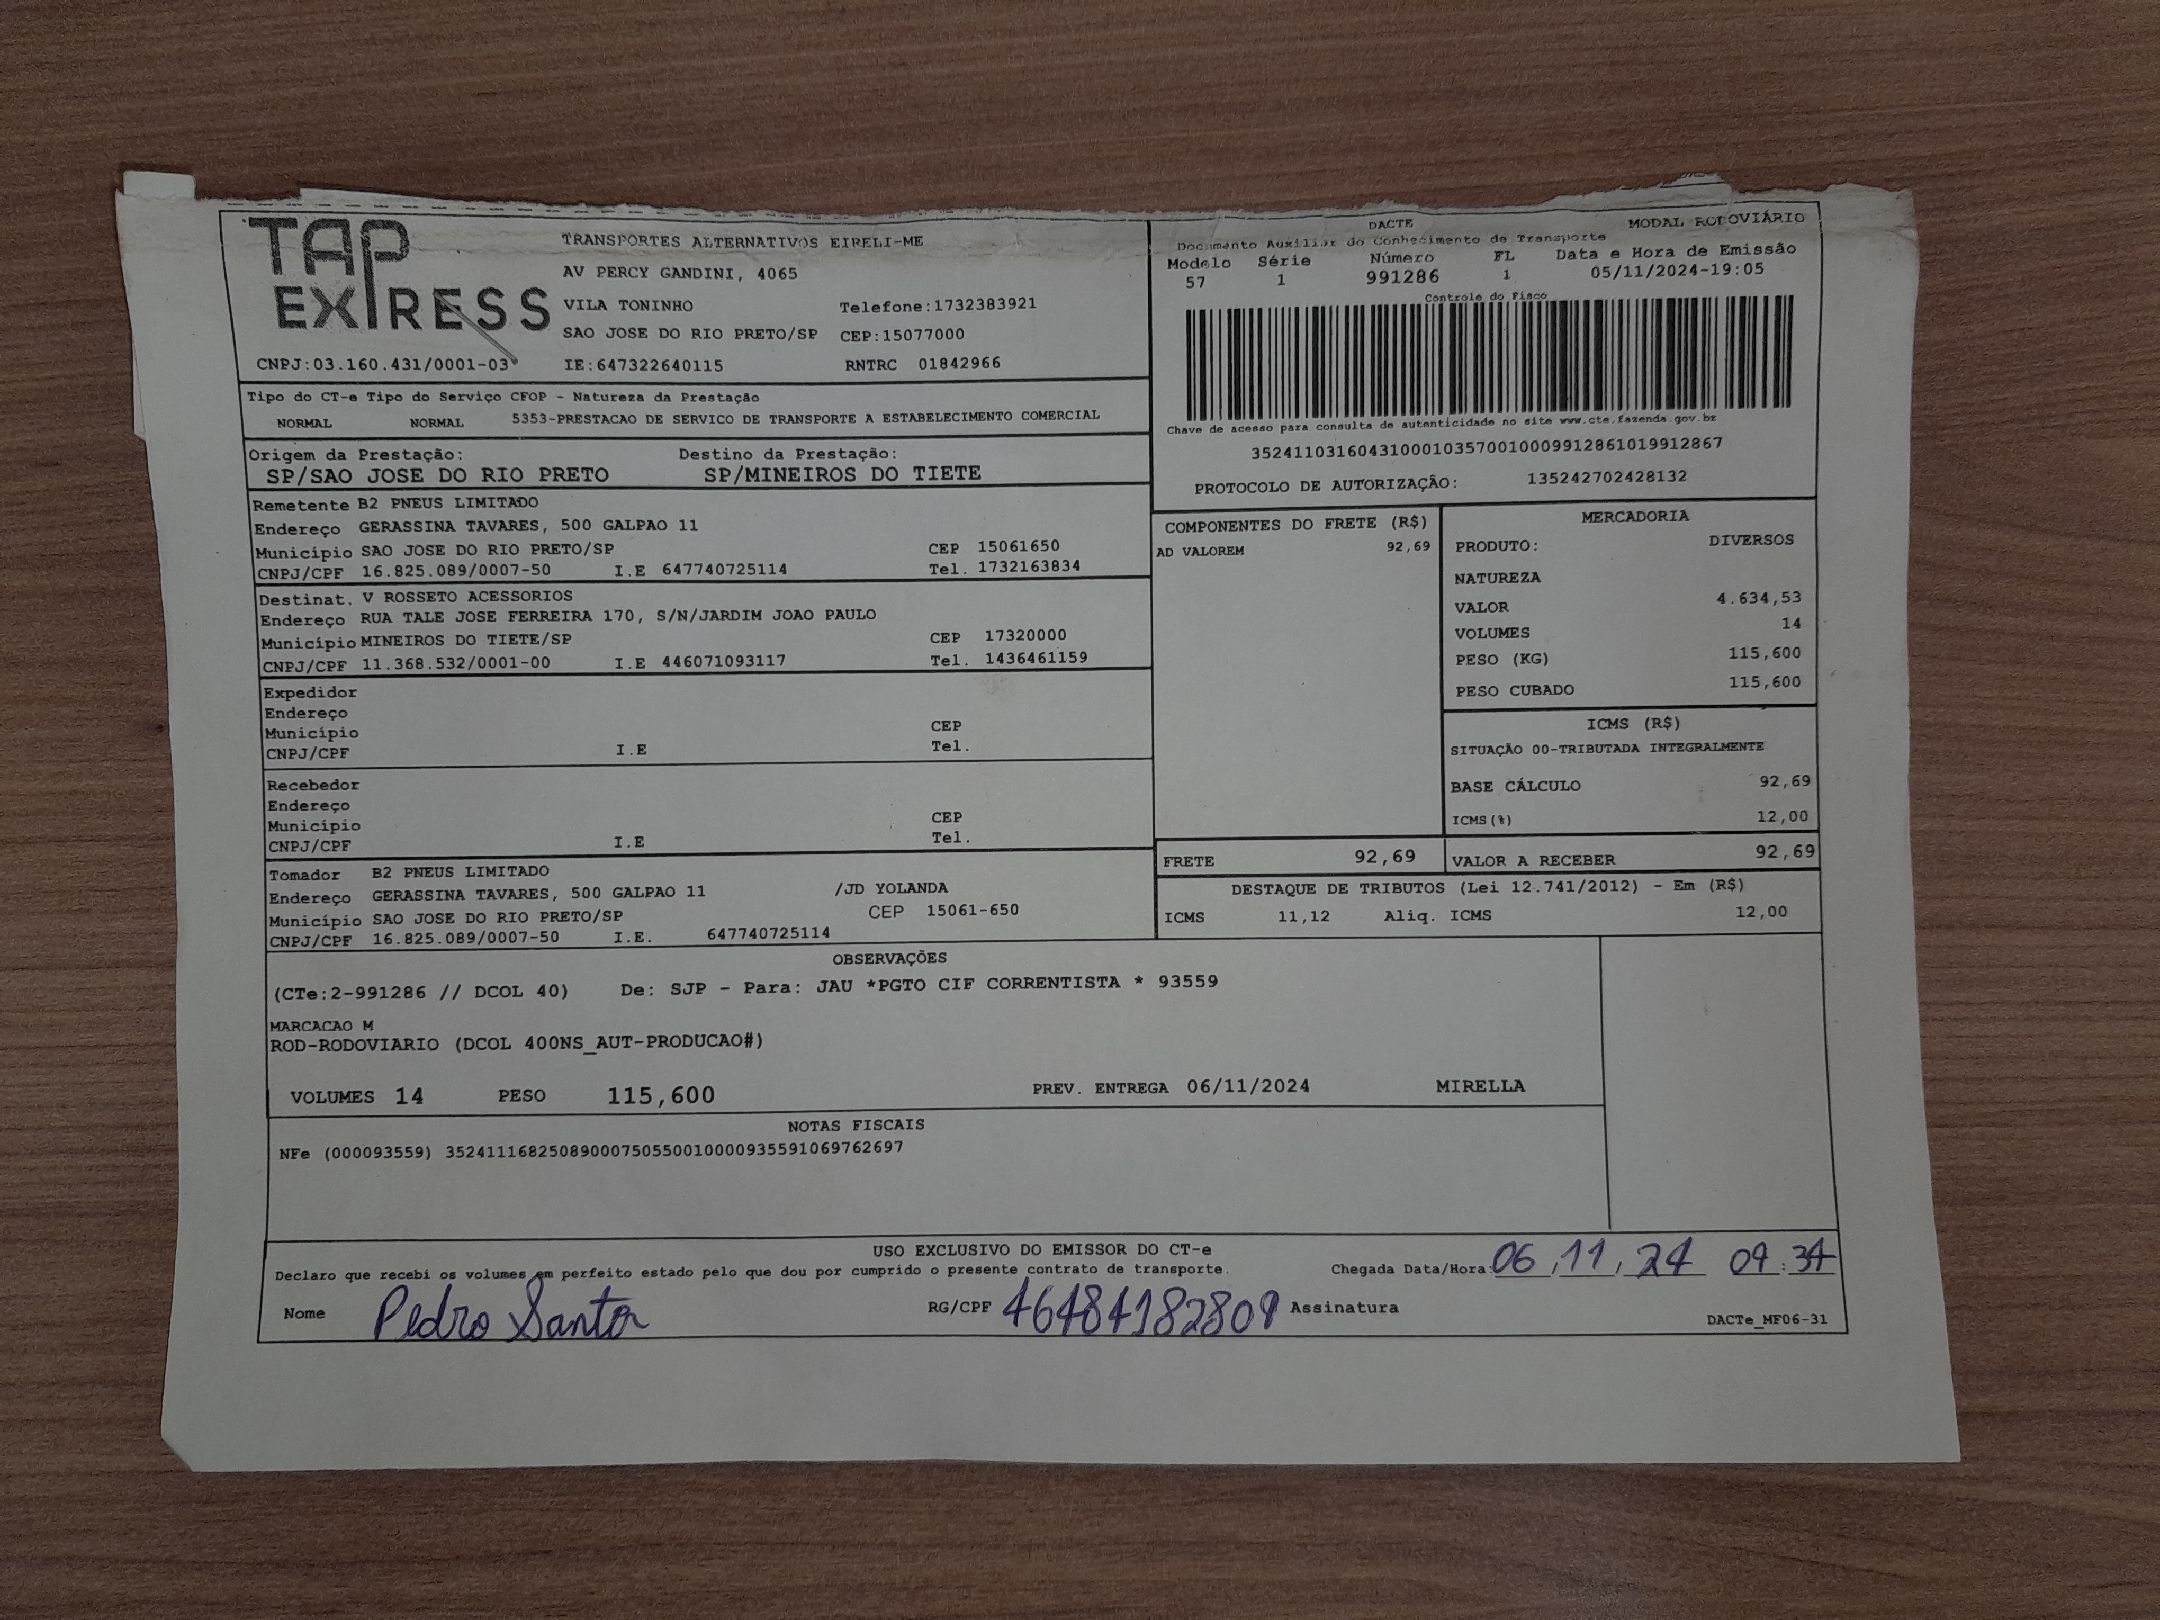 TAP
EXPRESS
TRANSPORTES ALTERNATIVOS EIRELI-ME
AV PERCY GANDINI, 4065
VILA TONINHO Telefone:1732383921
SAO JOSE DO RIO PRETO/SP CEP:15077000
CNPJ:03.160.431/0001-03 IE:647322640115 RNTRC 01842966
DACTE MODAL RODOVIÁRIO
Documento Auxiliar do Conhecimento de Transporte
Modelo Série Número FL Data e Hora de Emissão
57 1 991286 1 05/11/2024-19:05
Controle do Fisco
Chave de acesso para consulta de autenticidade no site www.cte.fazenda.gov.br
35241103160431000103570010009912861019912867
PROTOCOLO DE AUTORIZAÇÃO: 135242702428132
Tipo do CT-e Tipo do Serviço CFOP - Natureza da Prestação
NORMAL NORMAL 5353-PRESTACAO DE SERVICO DE TRANSPORTE A ESTABELECIMENTO COMERCIAL
Origem da Prestação: Destino da Prestação:
SP/SAO JOSE DO RIO PRETO SP/MINEIROS DO TIETE
Remetente B2 PNEUS LIMITADO
Endereço GERASSINA TAVARES, 500 GALPAO 11
Município SAO JOSE DO RIO PRETO/SP CEP 15061650
CNPJ/CPF 16.825.089/0007-50 I.E 647740725114 Tel. 1732163834
Destinat. V ROSSETO ACESSORIOS
Endereço RUA TALE JOSE FERREIRA 170, S/N/JARDIM JOAO PAULO
Município MINEIROS DO TIETE/SP CEP 17320000
CNPJ/CPF 11.368.532/0001-00 I.E 446071093117 Tel. 1436461159
Expedidor
Endereço
Município CEP
CNPJ/CPF I.E Tel.
Recebedor
Endereço
Município CEP
CNPJ/CPF I.E Tel.
Tomador B2 PNEUS LIMITADO
Endereço GERASSINA TAVARES, 500 GALPAO 11 /JD YOLANDA
Município SAO JOSE DO RIO PRETO/SP CEP 15061-650
CNPJ/CPF 16.825.089/0007-50 I.E. 647740725114
COMPONENTES DO FRETE (R$)
AD VALOREM 92,69
MERCADORIA
PRODUTO: DIVERSOS
NATUREZA
VALOR 4.634,53
VOLUMES 14
PESO (KG) 115,600
PESO CUBADO 115,600
ICMS (R$)
SITUAÇÃO 00-TRIBUTADA INTEGRALMENTE
BASE CÁLCULO 92,69
ICMS(%) 12,00
FRETE 92,69 VALOR A RECEBER 92,69
DESTAQUE DE TRIBUTOS (Lei 12.741/2012) - Em (R$)
ICMS 11,12 Aliq. ICMS 12,00
OBSERVAÇÕES
(CTe:2-991286 // DCOL 40) De: SJP - Para: JAU *PGTO CIF CORRENTISTA * 93559
MARCACAO M
ROD-RODOVIARIO (DCOL 400NS_AUT-PRODUCAO#)
VOLUMES 14 PESO 115,600 PREV. ENTREGA 06/11/2024 MIRELLA
NOTAS FISCAIS
NFe (000093559) 35241116825089000750550010000935591069762697
USO EXCLUSIVO DO EMISSOR DO CT-e
Declaro que recebi os volumes em perfeito estado pelo que dou por cumprido o presente contrato de transporte. Chegada Data/Hora: 06,11,24 09:34
Nome Pedro Santos RG/CPF 46484182809 Assinatura
DACTe_MF06-31